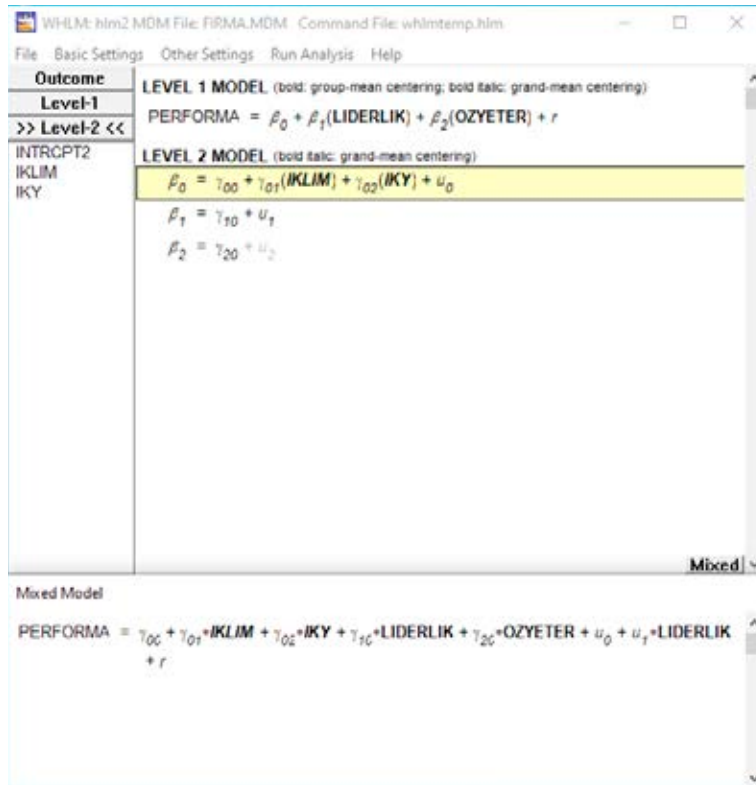 WHLM: hlm2 MDM File: FIRMA.MDM Command File: whlmtemp.hlm
File Basic Settings Other Settings Run Analysis Help
Outcome
Level-1
>> Level-2 <<
INTRCPT2
IKLIM
IKY
LEVEL 1 MODEL (bold: group-mean centering; bold italic: grand-mean centering)
PERFORMA = β₀ + β₁(LIDERLIK) + β₂(OZYETER) + r
LEVEL 2 MODEL (bold italic: grand-mean centering)
β₀ = γ₀₀ + γ₀₁(IKLIM) + γ₀₂(IKY) + u₀
β₁ = γ₁₀ + u₁
β₂ = γ₂₀ + u₂
Mixed
Mixed Model
PERFORMA = γ₀₀ + γ₀₁*IKLIM + γ₀₂*IKY + γ₁₀*LIDERLIK + γ₂₀*OZYETER + u₀ + u₁*LIDERLIK
+ r